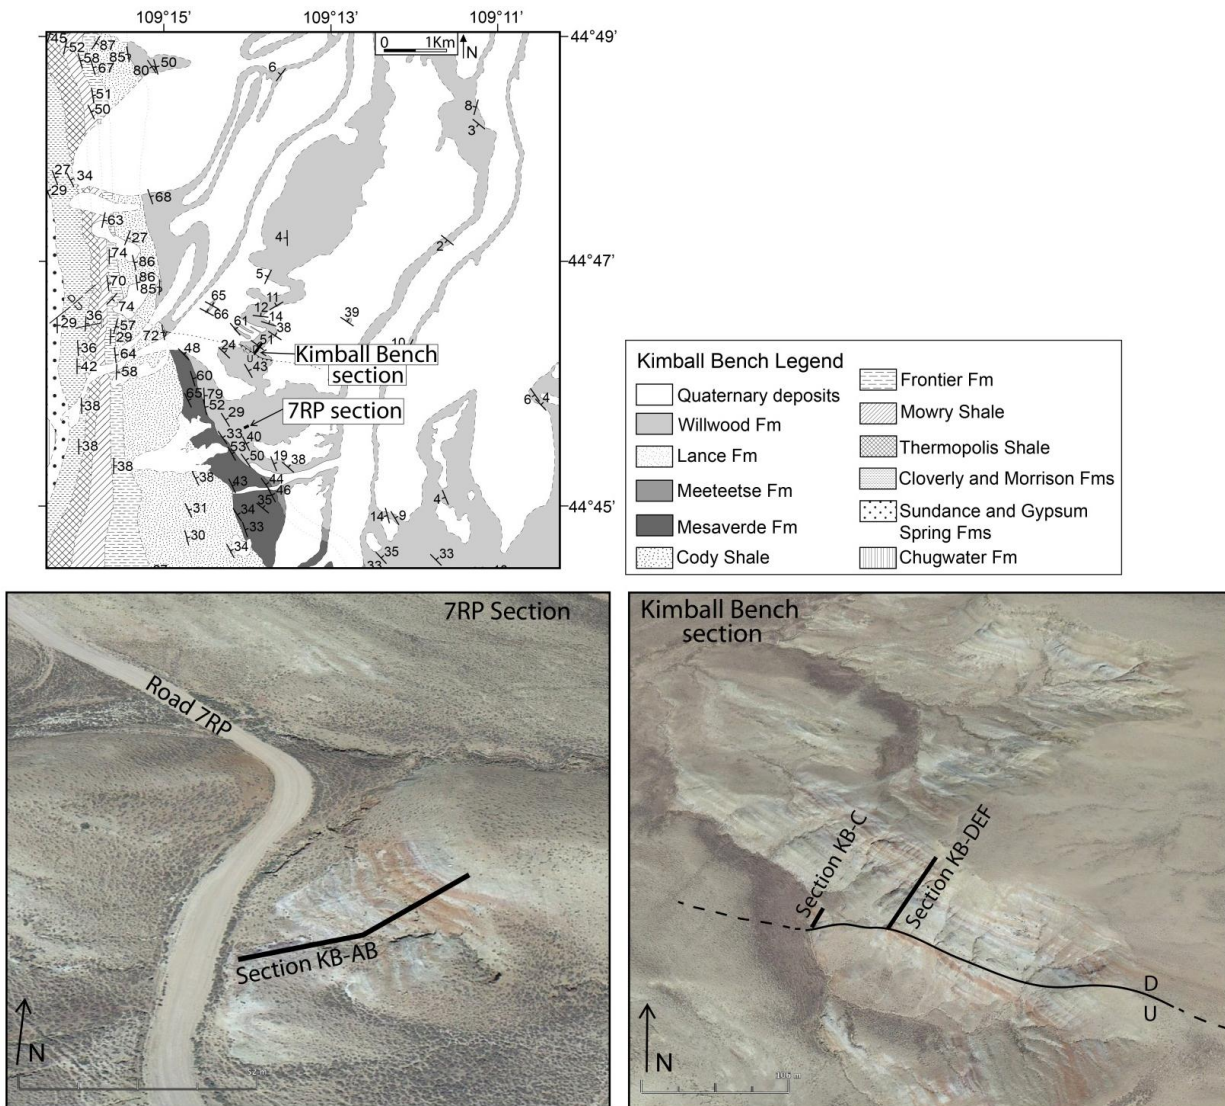 109°15' 109°13' 109°11'
44°49'
0 1Km
N
45
52
58
67
87
85
80
50
51
50
6
8
3
27
34
29
68
63
27
4
2
44°47'
74
86
86
85
70
74
5
65
66
11
12
14
38
39
61
36
29
57
29
72
51
10
24
48
U
43
Kimball Bench
section
36
42
64
58
60
65
79
52
29
7RP section
6
4
38
38
33
40
53
50
19
38
38
38
43
44
46
35
4
44°45'
31
34
33
14
9
30
34
35
33
33
Kimball Bench Legend
Quaternary deposits
Willwood Fm
Lance Fm
Meeteetse Fm
Mesaverde Fm
Cody Shale
Frontier Fm
Mowry Shale
Thermopolis Shale
Cloverly and Morrison Fms
Sundance and Gypsum
Spring Fms
Chugwater Fm
7RP Section
Road 7RP
Section KB-AB
N
Kimball Bench
section
Section KB-C
Section KB-DEF
D
U
N